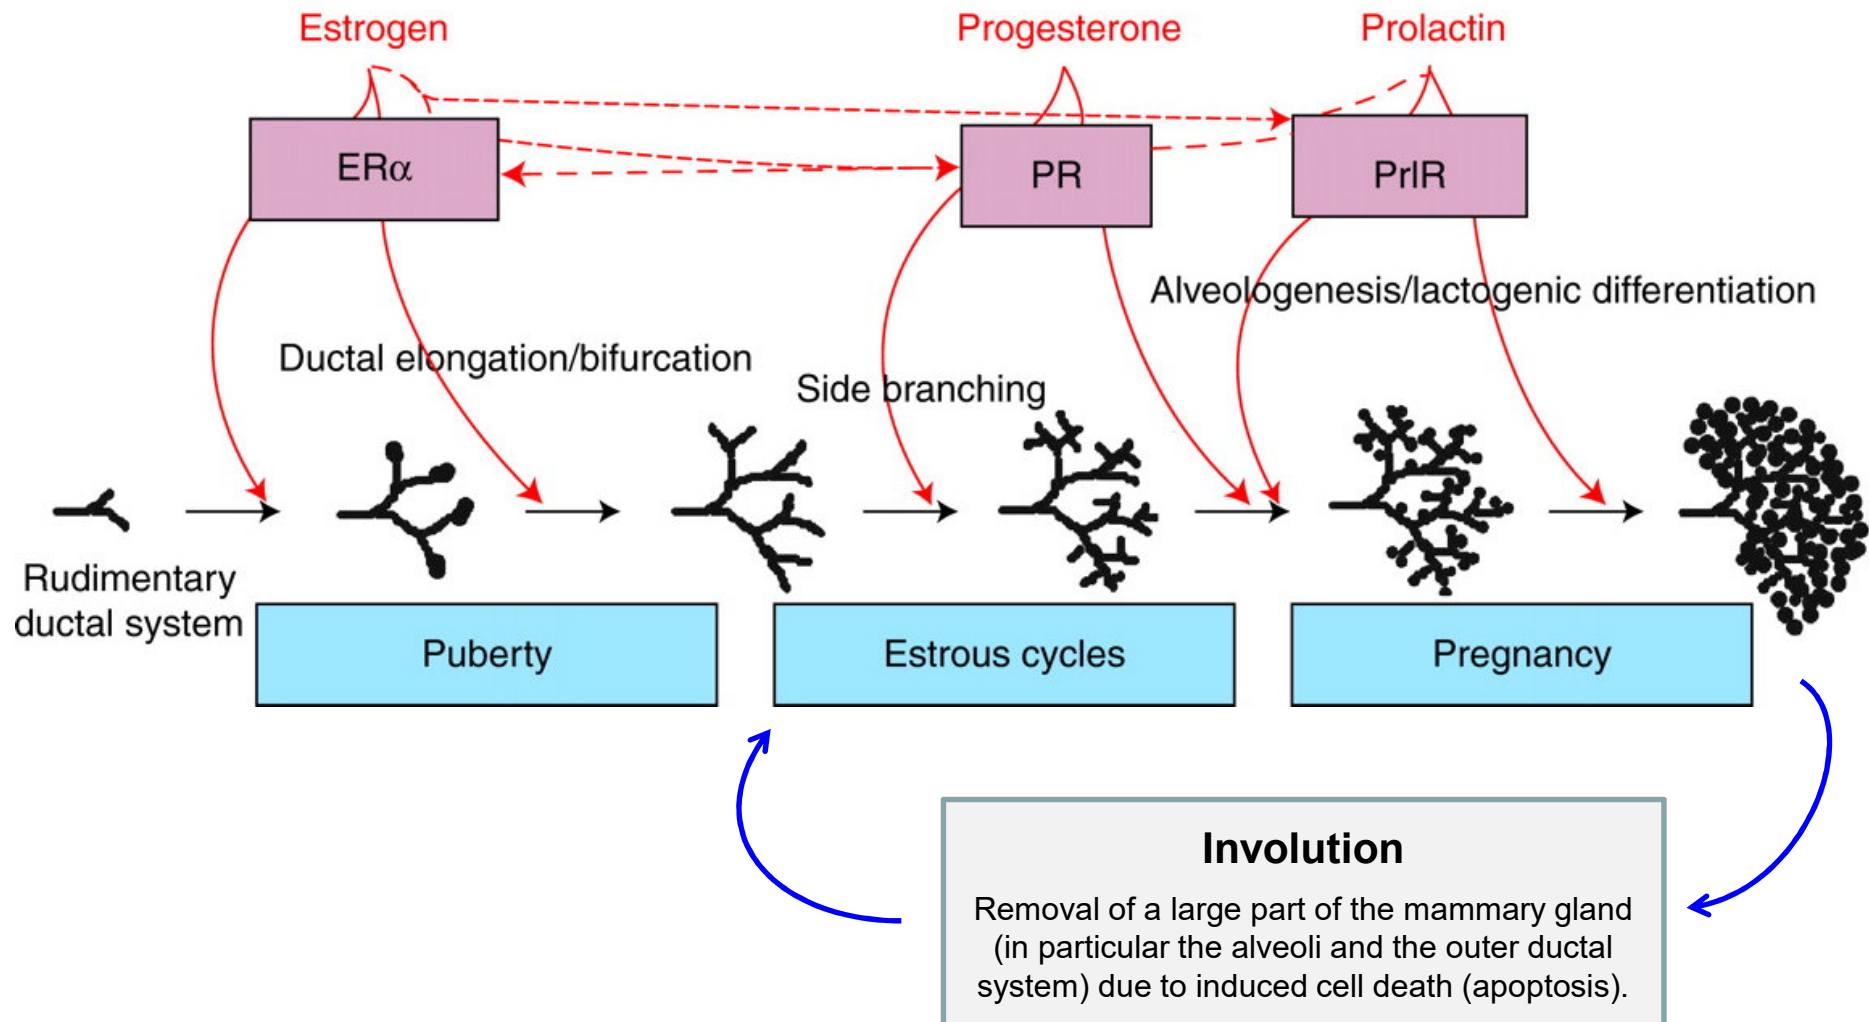 Estrogen
Progesterone
Prolactin
ERα
PR
PrlR
Alveologenesis/lactogenic differentiation
Ductal elongation/bifurcation
Side branching
Rudimentary
ductal system
Puberty
Estrous cycles
Pregnancy
Involution
Removal of a large part of the mammary gland
(in particular the alveoli and the outer ductal
system) due to induced cell death (apoptosis).